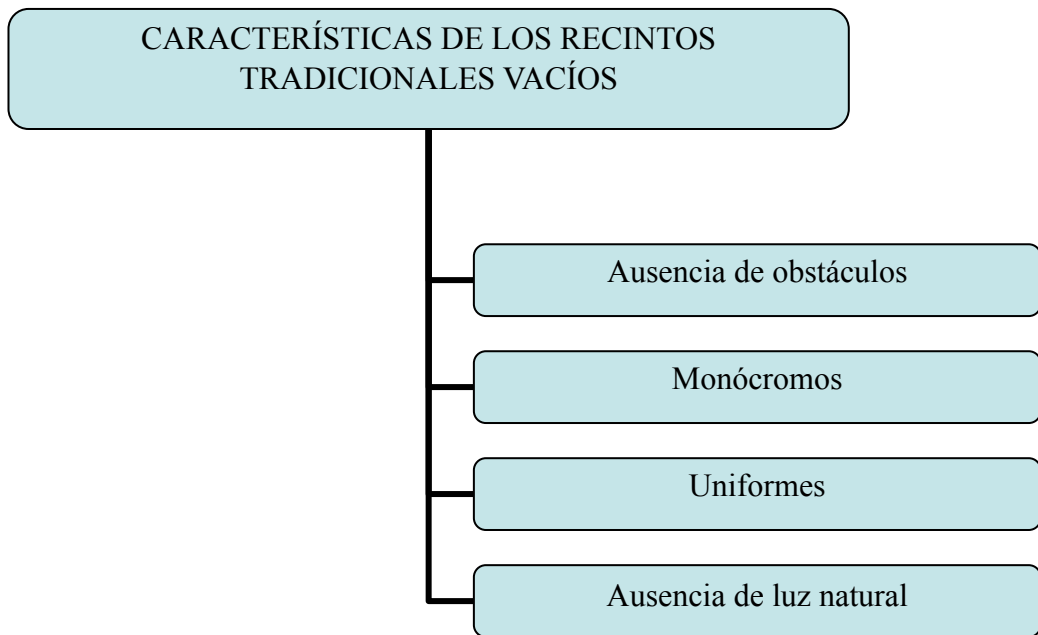 CARACTERÍSTICAS DE LOS RECINTOS
TRADICIONALES VACÍOS
Ausencia de obstáculos
Monócromos
Uniformes
Ausencia de luz natural